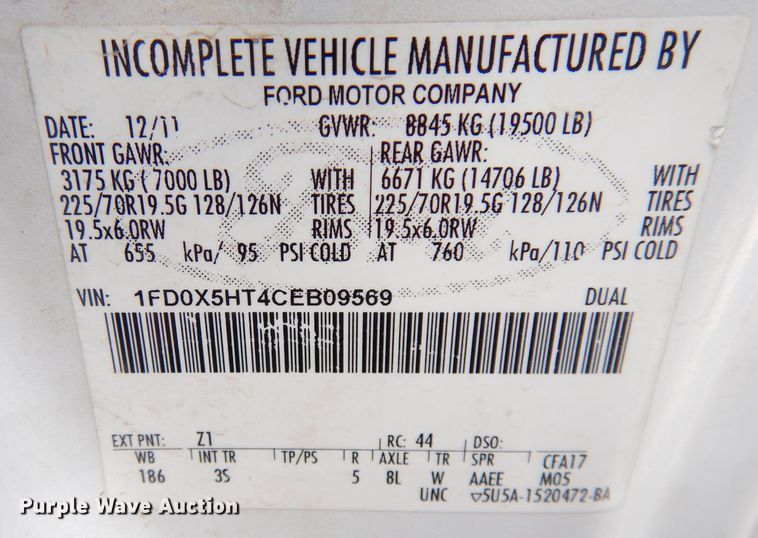 INCOMPLETE VEHICLE MANUFACTURED BY
FORD MOTOR COMPANY
DATE: 12/11 GVWR: 8845 KG (19500 LB)
FRONT GAWR: REAR GAWR:
3175 KG ( 7000 LB) WITH 6671 KG (14706 LB) WITH
225/70R19.5G 128/126N TIRES 225/70R19.5G 128/126N TIRES
19.5x6.0RW RIMS 19.5x6.0RW RIMS
AT 655 kPa/ 95 PSI COLD AT 760 kPa/110 PSI COLD
VIN: 1FD0X5HT4CEB09569 DUAL
EXT PNT: Z1 RC: 44 DSO:
WB INT TR TP/PS R AXLE TR SPR CFA17
186 3S 5 8L W AAEE M05
UNC ▽5U5A-1520472-BA
Purple Wave Auction